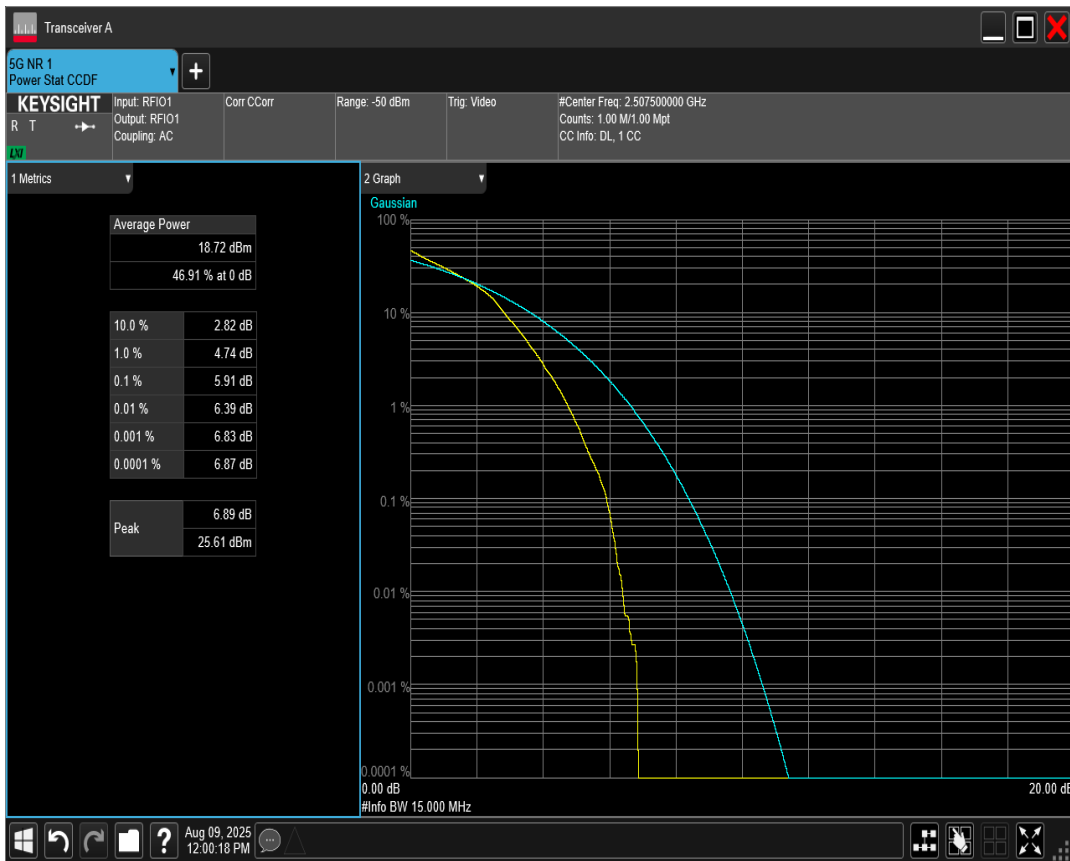 Transceiver A
5G NR 1
Power Stat CCDF
KEYSIGHT
R T
LXI
Input: RFIO1
Output: RFIO1
Coupling: AC
Corr CCorr
Range: -50 dBm
Trig: Video
#Center Freq: 2.507500000 GHz
Counts: 1.00 M/1.00 Mpt
CC Info: DL, 1 CC
1 Metrics
Average Power
18.72 dBm
46.91 % at 0 dB
10.0 % 2.82 dB
1.0 % 4.74 dB
0.1 % 5.91 dB
0.01 % 6.39 dB
0.001 % 6.83 dB
0.0001 % 6.87 dB
Peak
6.89 dB
25.61 dBm
2 Graph
Gaussian
100 %
10 %
1 %
0.1 %
0.01 %
0.001 %
0.0001 %
0.00 dB
20.00 dB
#Info BW 15.000 MHz
?
Aug 09, 2025
12:00:18 PM